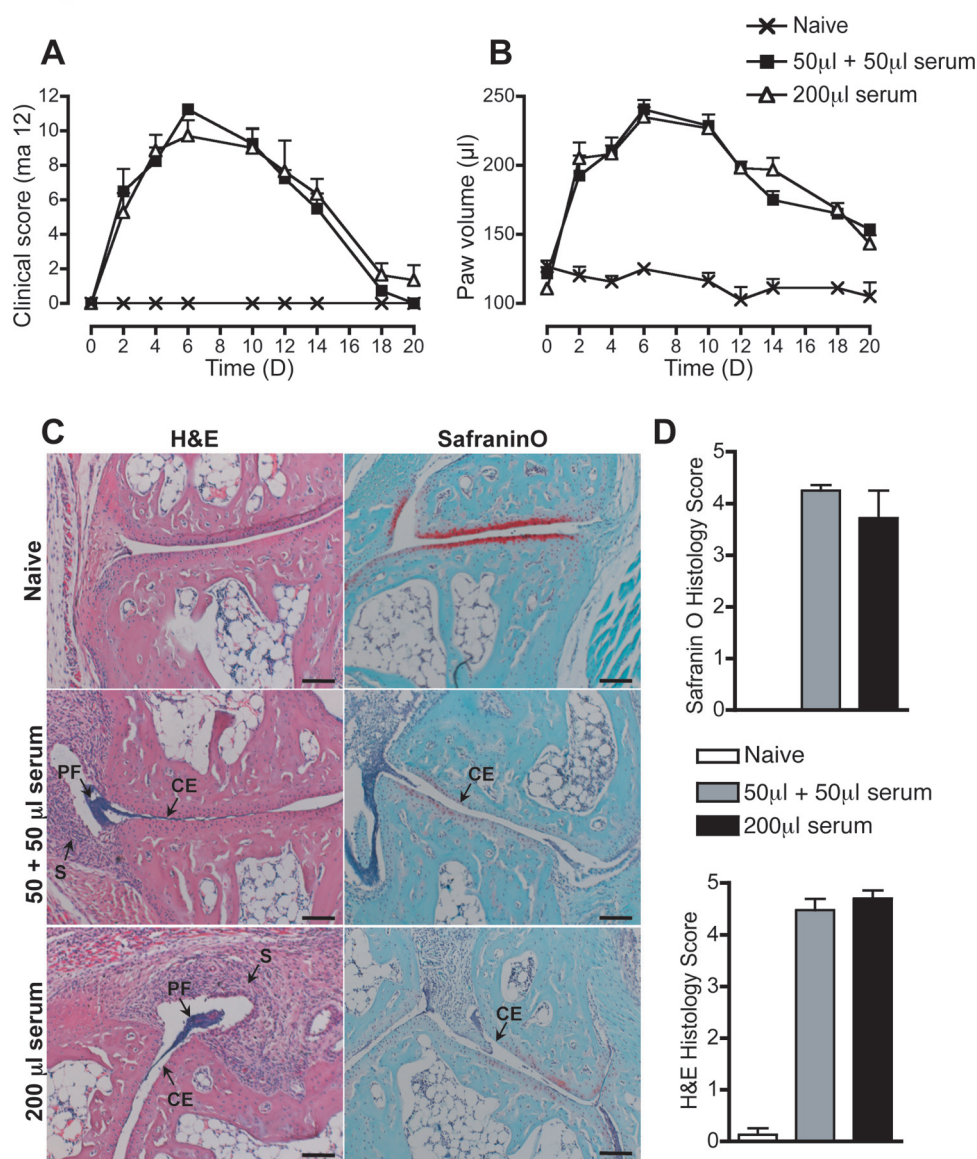 Naive
50μl + 50μl serum
200μl serum
A
Clinical score (ma 12)
12
10
8
6
4
2
0
0 2 4 6 8 10 12 14 16 18 20
Time (D)
B
Paw volume (μl)
250
200
150
100
0 2 4 6 8 10 12 14 16 18 20
Time (D)
C
H&E SafraninO
Naive
50 + 50 μl serum
PF
CE
S
CE
200 μl serum
S
PF
CE
CE
D
Safranin O Histology Score
5
4
3
2
1
0
Naive
50μl + 50μl serum
200μl serum
H&E Histology Score
5
4
3
2
1
0